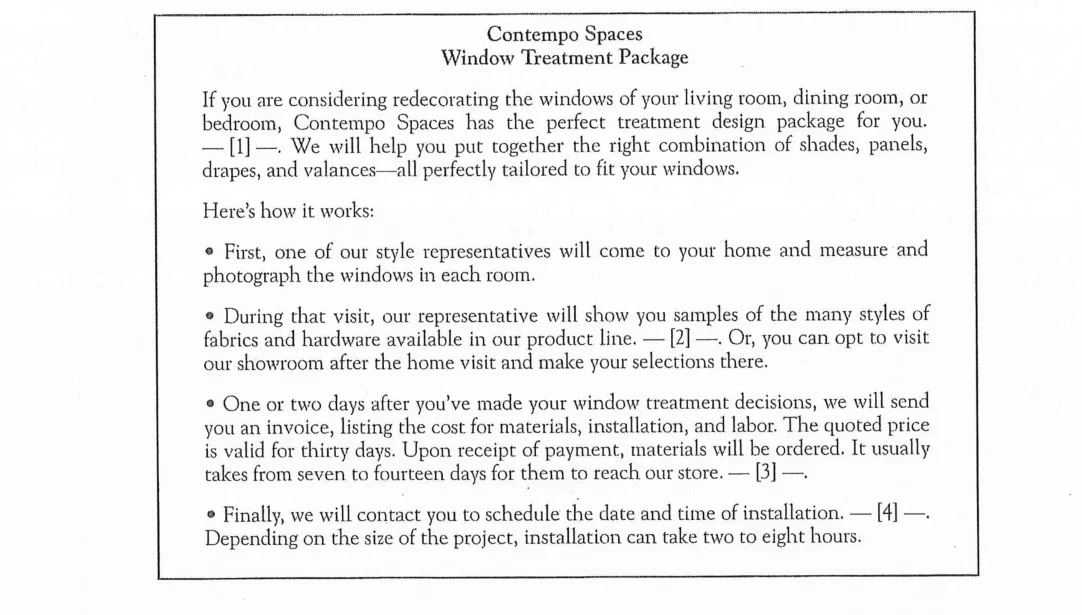 Contempo Spaces
Window Treatment Package
If you are considering redecorating the windows of your living room, dining room, or
bedroom, Contempo Spaces has the perfect treatment design package for you.
— [1] —. We will help you put together the right combination of shades, panels,
drapes, and valances—all perfectly tailored to fit your windows.
Here's how it works:
• First, one of our style representatives will come to your home and measure and
photograph the windows in each room.
• During that visit, our representative will show you samples of the many styles of
fabrics and hardware available in our product line. — [2] —. Or, you can opt to visit
our showroom after the home visit and make your selections there.
• One or two days after you've made your window treatment decisions, we will send
you an invoice, listing the cost for materials, installation, and labor. The quoted price
is valid for thirty days. Upon receipt of payment, materials will be ordered. It usually
takes from seven to fourteen days for them to reach our store. — [3] —.
• Finally, we will contact you to schedule the date and time of installation. — [4] —.
Depending on the size of the project, installation can take two to eight hours.